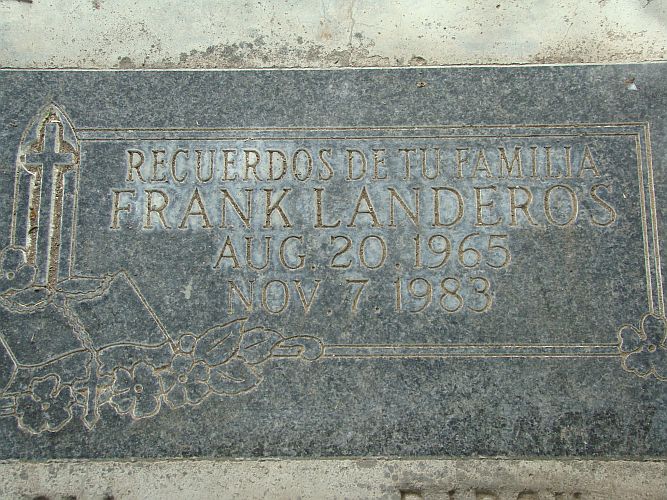 RECUERDOS DE TU FAMILIA
FRANK LANDEROS
AUG. 20. 1965
NOV. 7. 1983